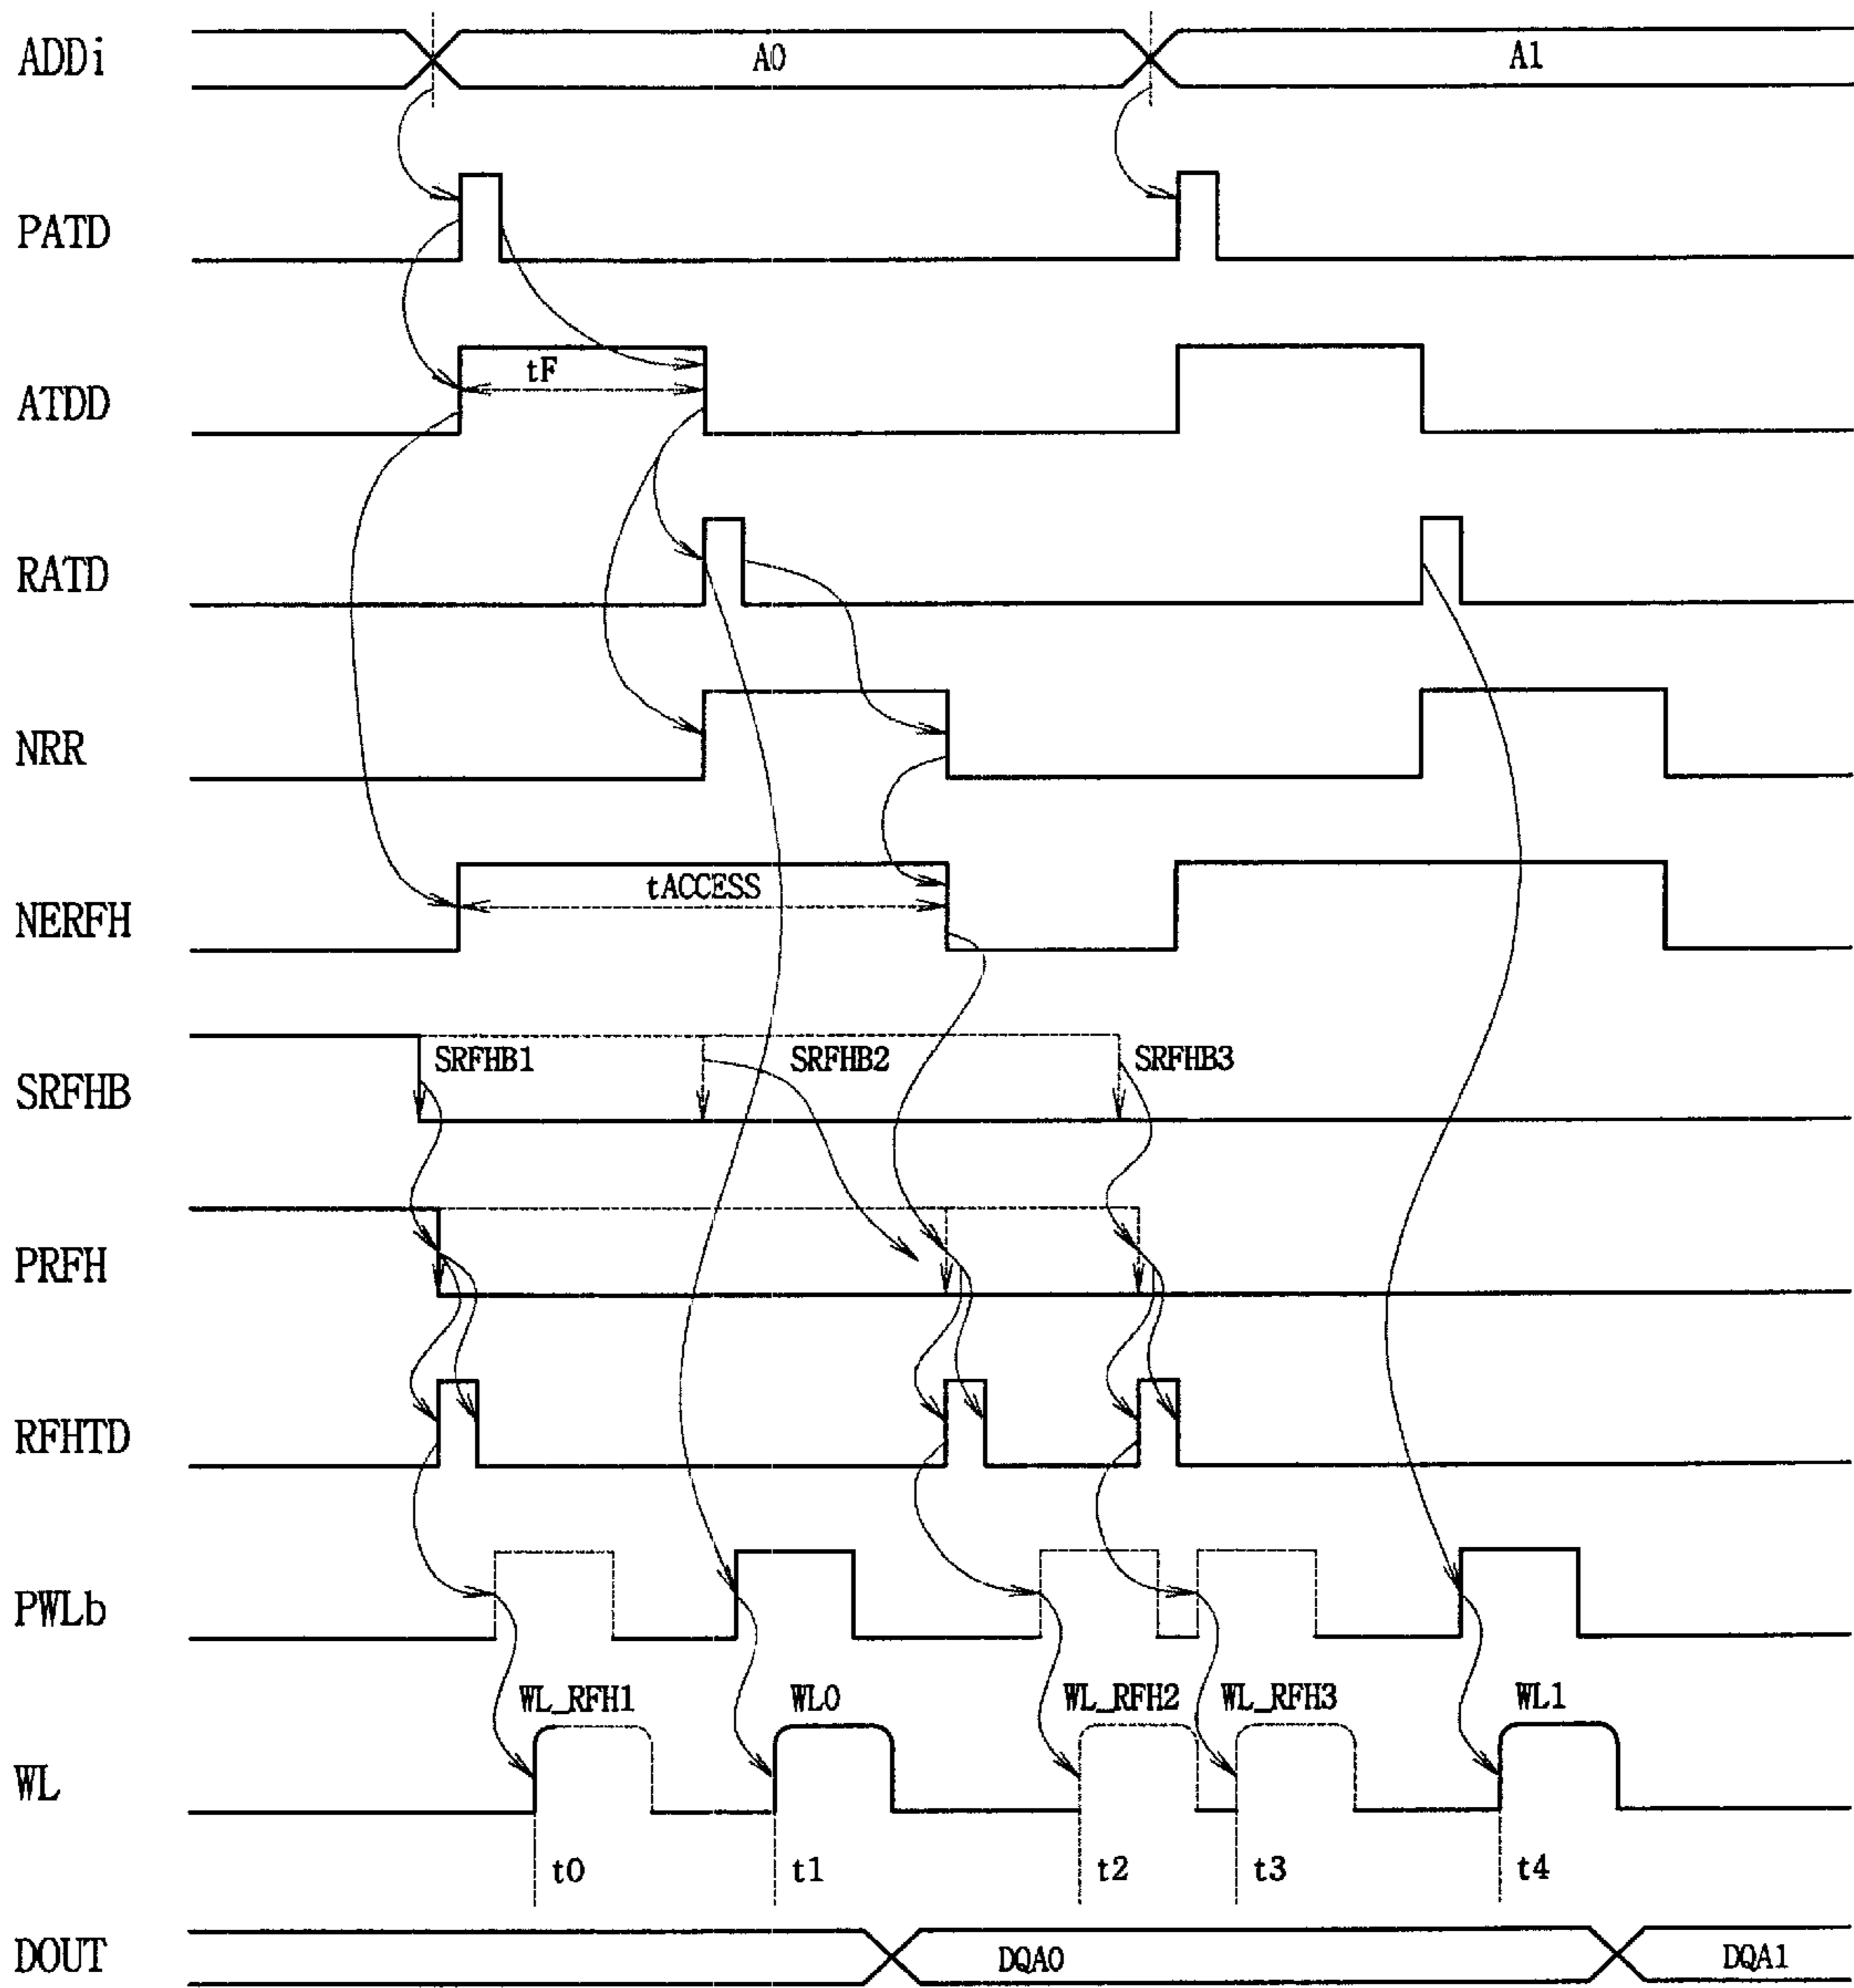 ADDi A0 A1
PATD
ATDD tF
RATD
NRR
NERFH tACCESS
SRFHB SRFHB1 SRFHB2 SRFHB3
PRFH
RFHTD
PWLb
WL WL_RFH1 WL0 WL_RFH2 WL_RFH3 WL1
t0 t1 t2 t3 t4
DOUT DQA0 DQA1